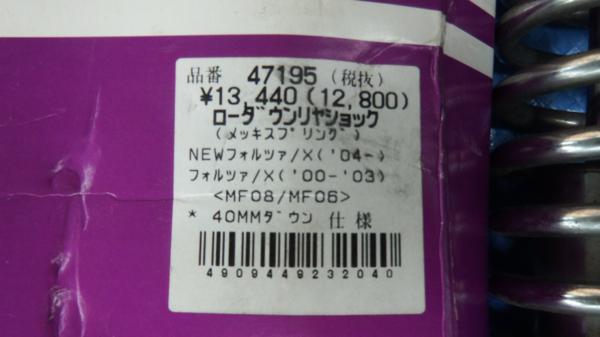 品番 47195 (税抜)
¥13,440(12,800)
ローダウンリヤショック
(メッキスプリング)
NEWフォルツァ/X('04-)
フォルツァ/X('00-'03)
<MF08/MF06>
* 40MMダウン 仕様
4909449232040